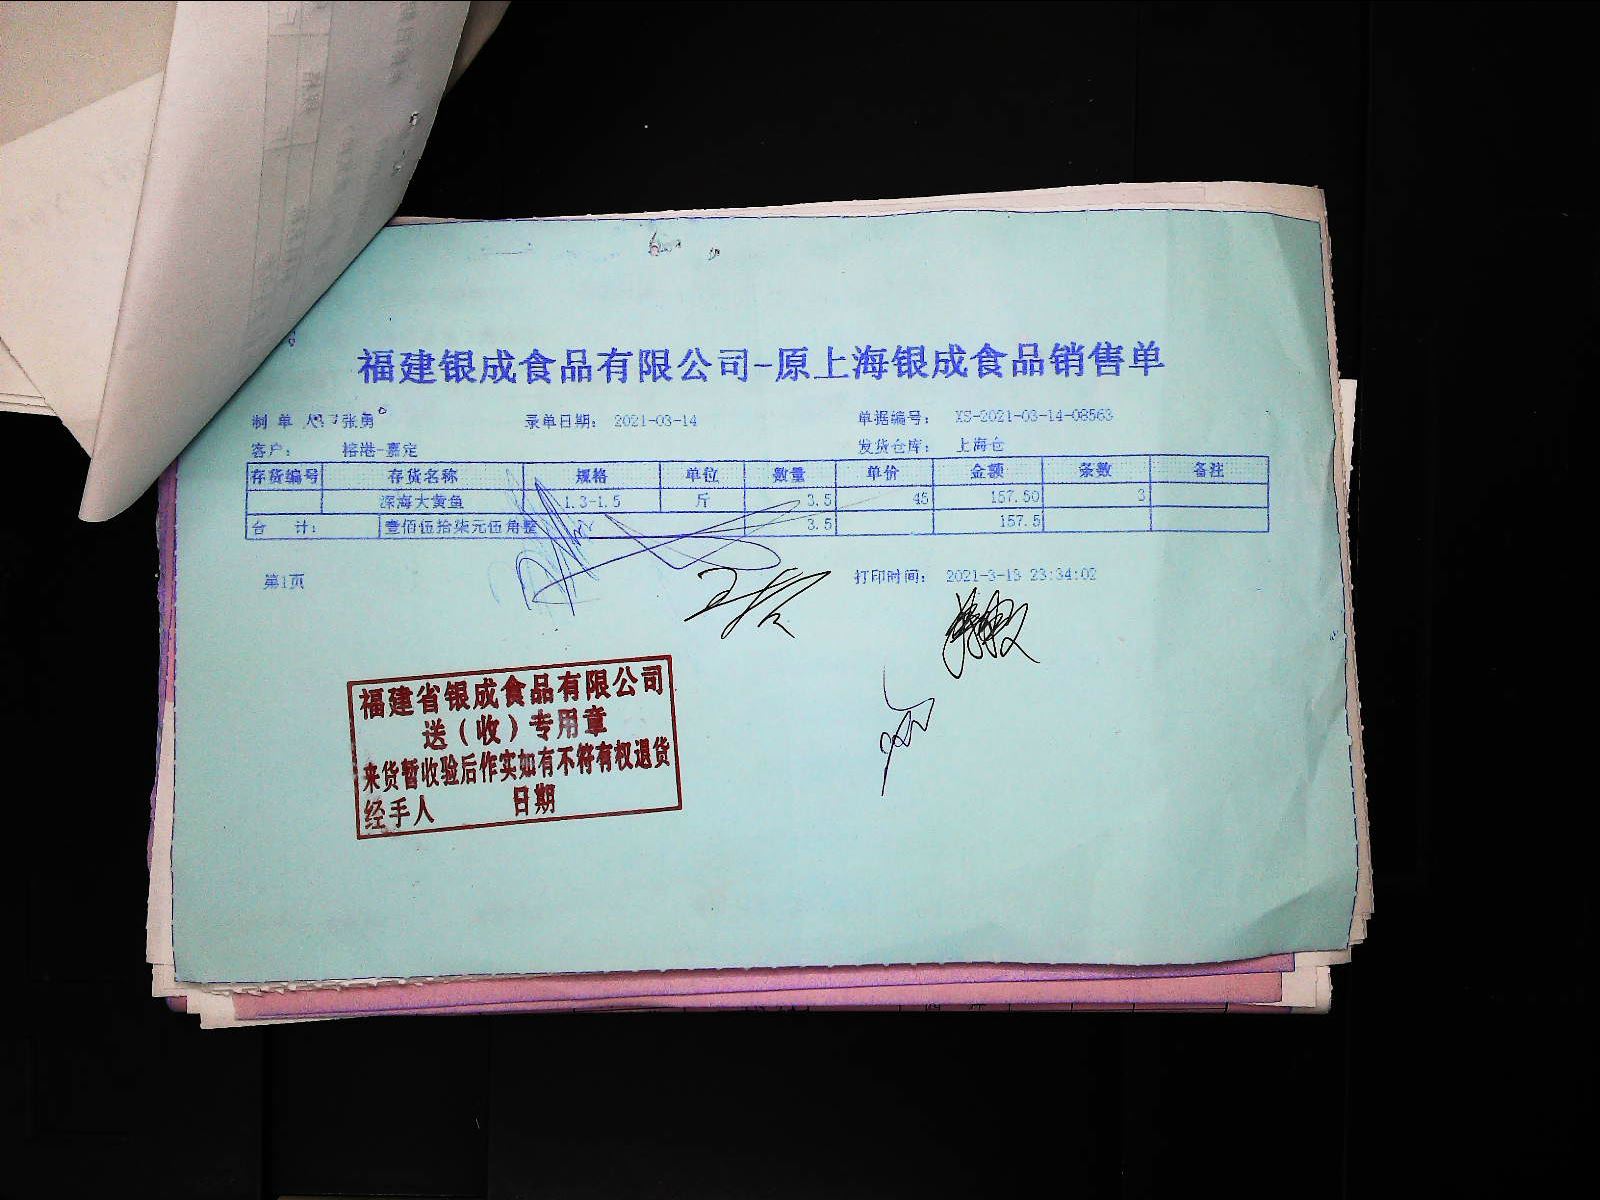 福建银成食品有限公司-原上海银成食品销售单
制单人：张勇 录单日期： 2021-03-14 单据编号： XS-2021-03-14-08563
客户： 榕港-嘉定 发货仓库： 上海仓
存货编号 存货名称 规格 单位 数量 单价 金额 条数 备注
深海大黄鱼 1.3-1.5 斤 3.5 45 157.50 3
合 计： 壹佰伍拾柒元伍角整 3.5 157.5
第1页 打印时间： 2021-3-13 23:34:02
福建省银成食品有限公司
送（收）专用章
来货暂收验后作实如有不符有权退货
经手人 日期